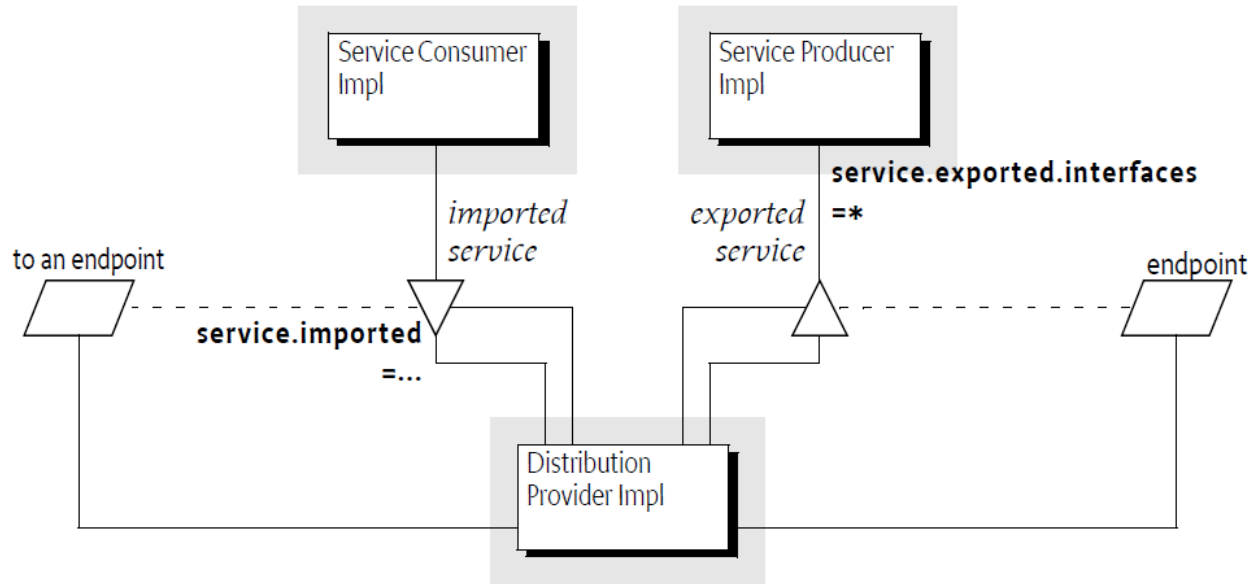 Service Consumer
Impl
Service Producer
Impl
service.exported.interfaces
=*
imported
service
exported
service
to an endpoint
endpoint
service.imported
=...
Distribution
Provider Impl